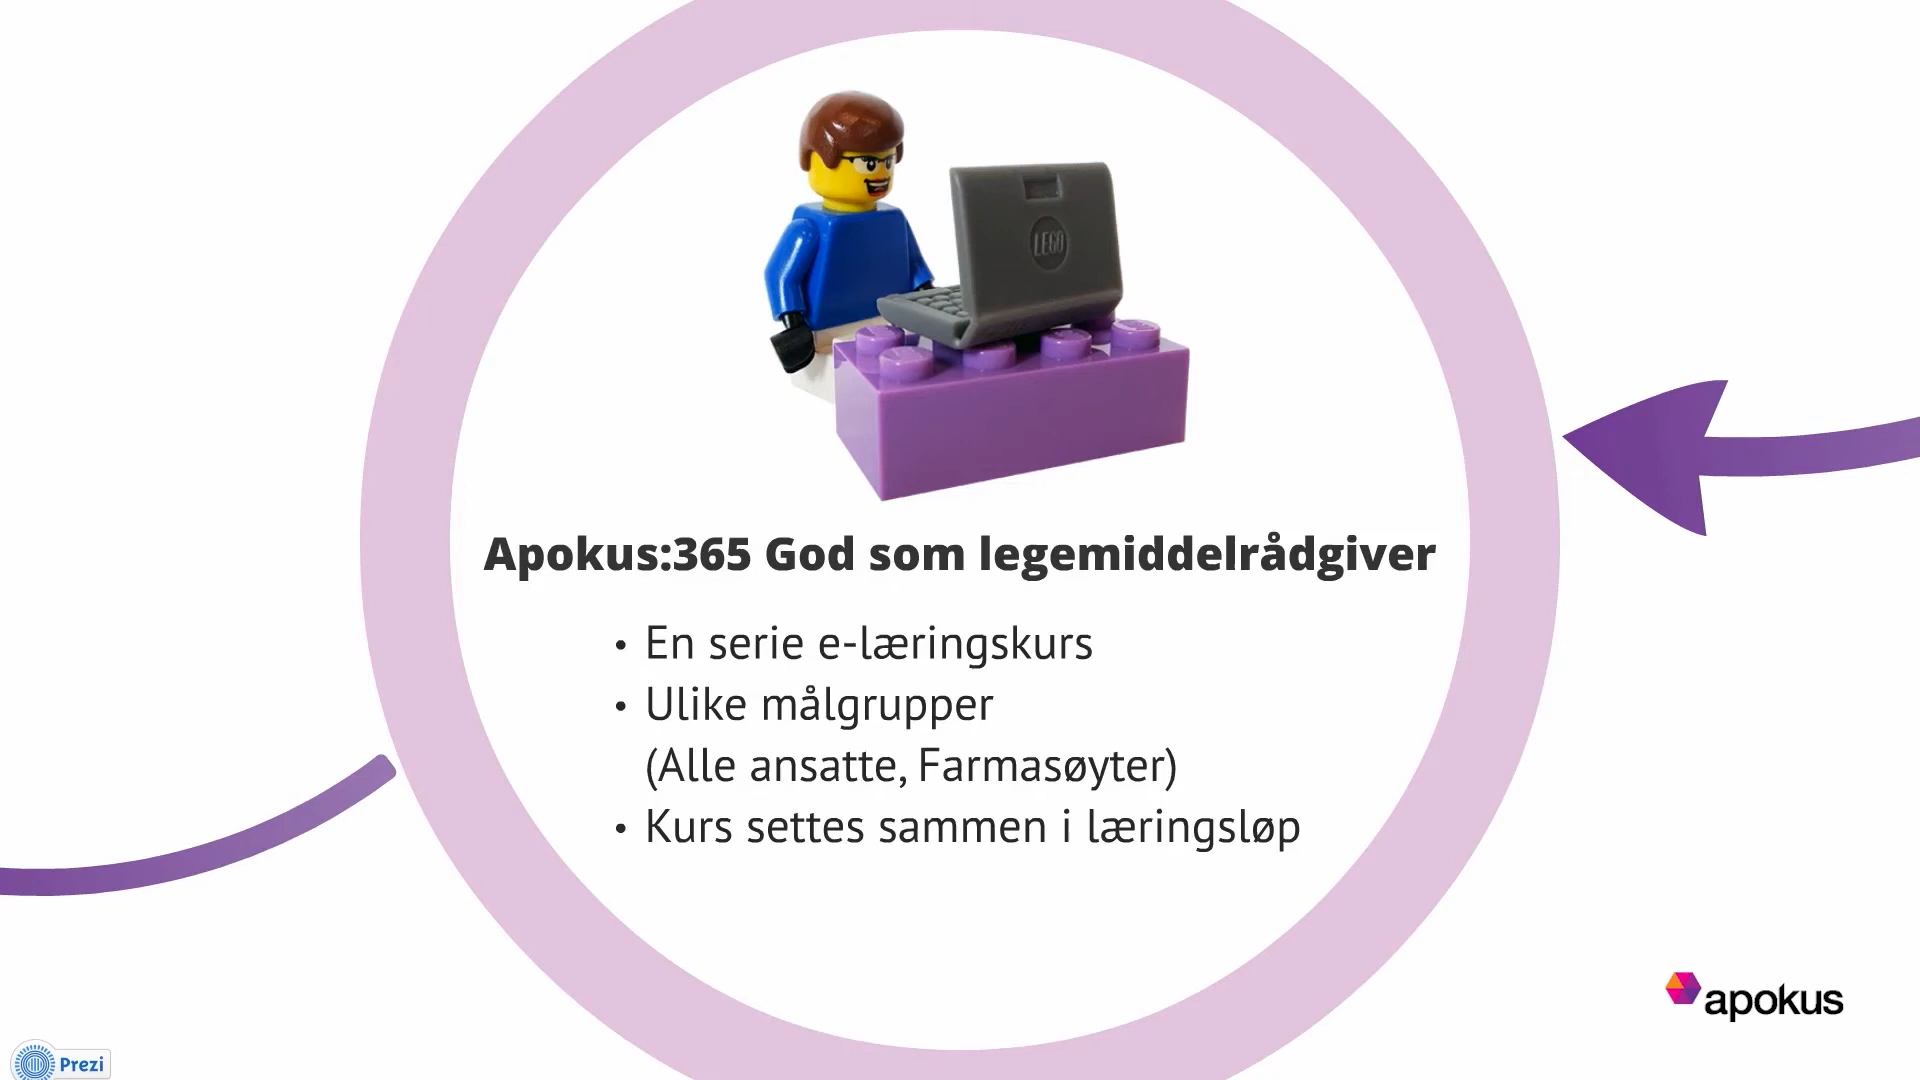 LEGO
Apokus:365 God som legemiddelrådgiver
• En serie e-læringskurs
• Ulike målgrupper
(Alle ansatte, Farmasøyter)
• Kurs settes sammen i læringsløp
apokus
Prezi